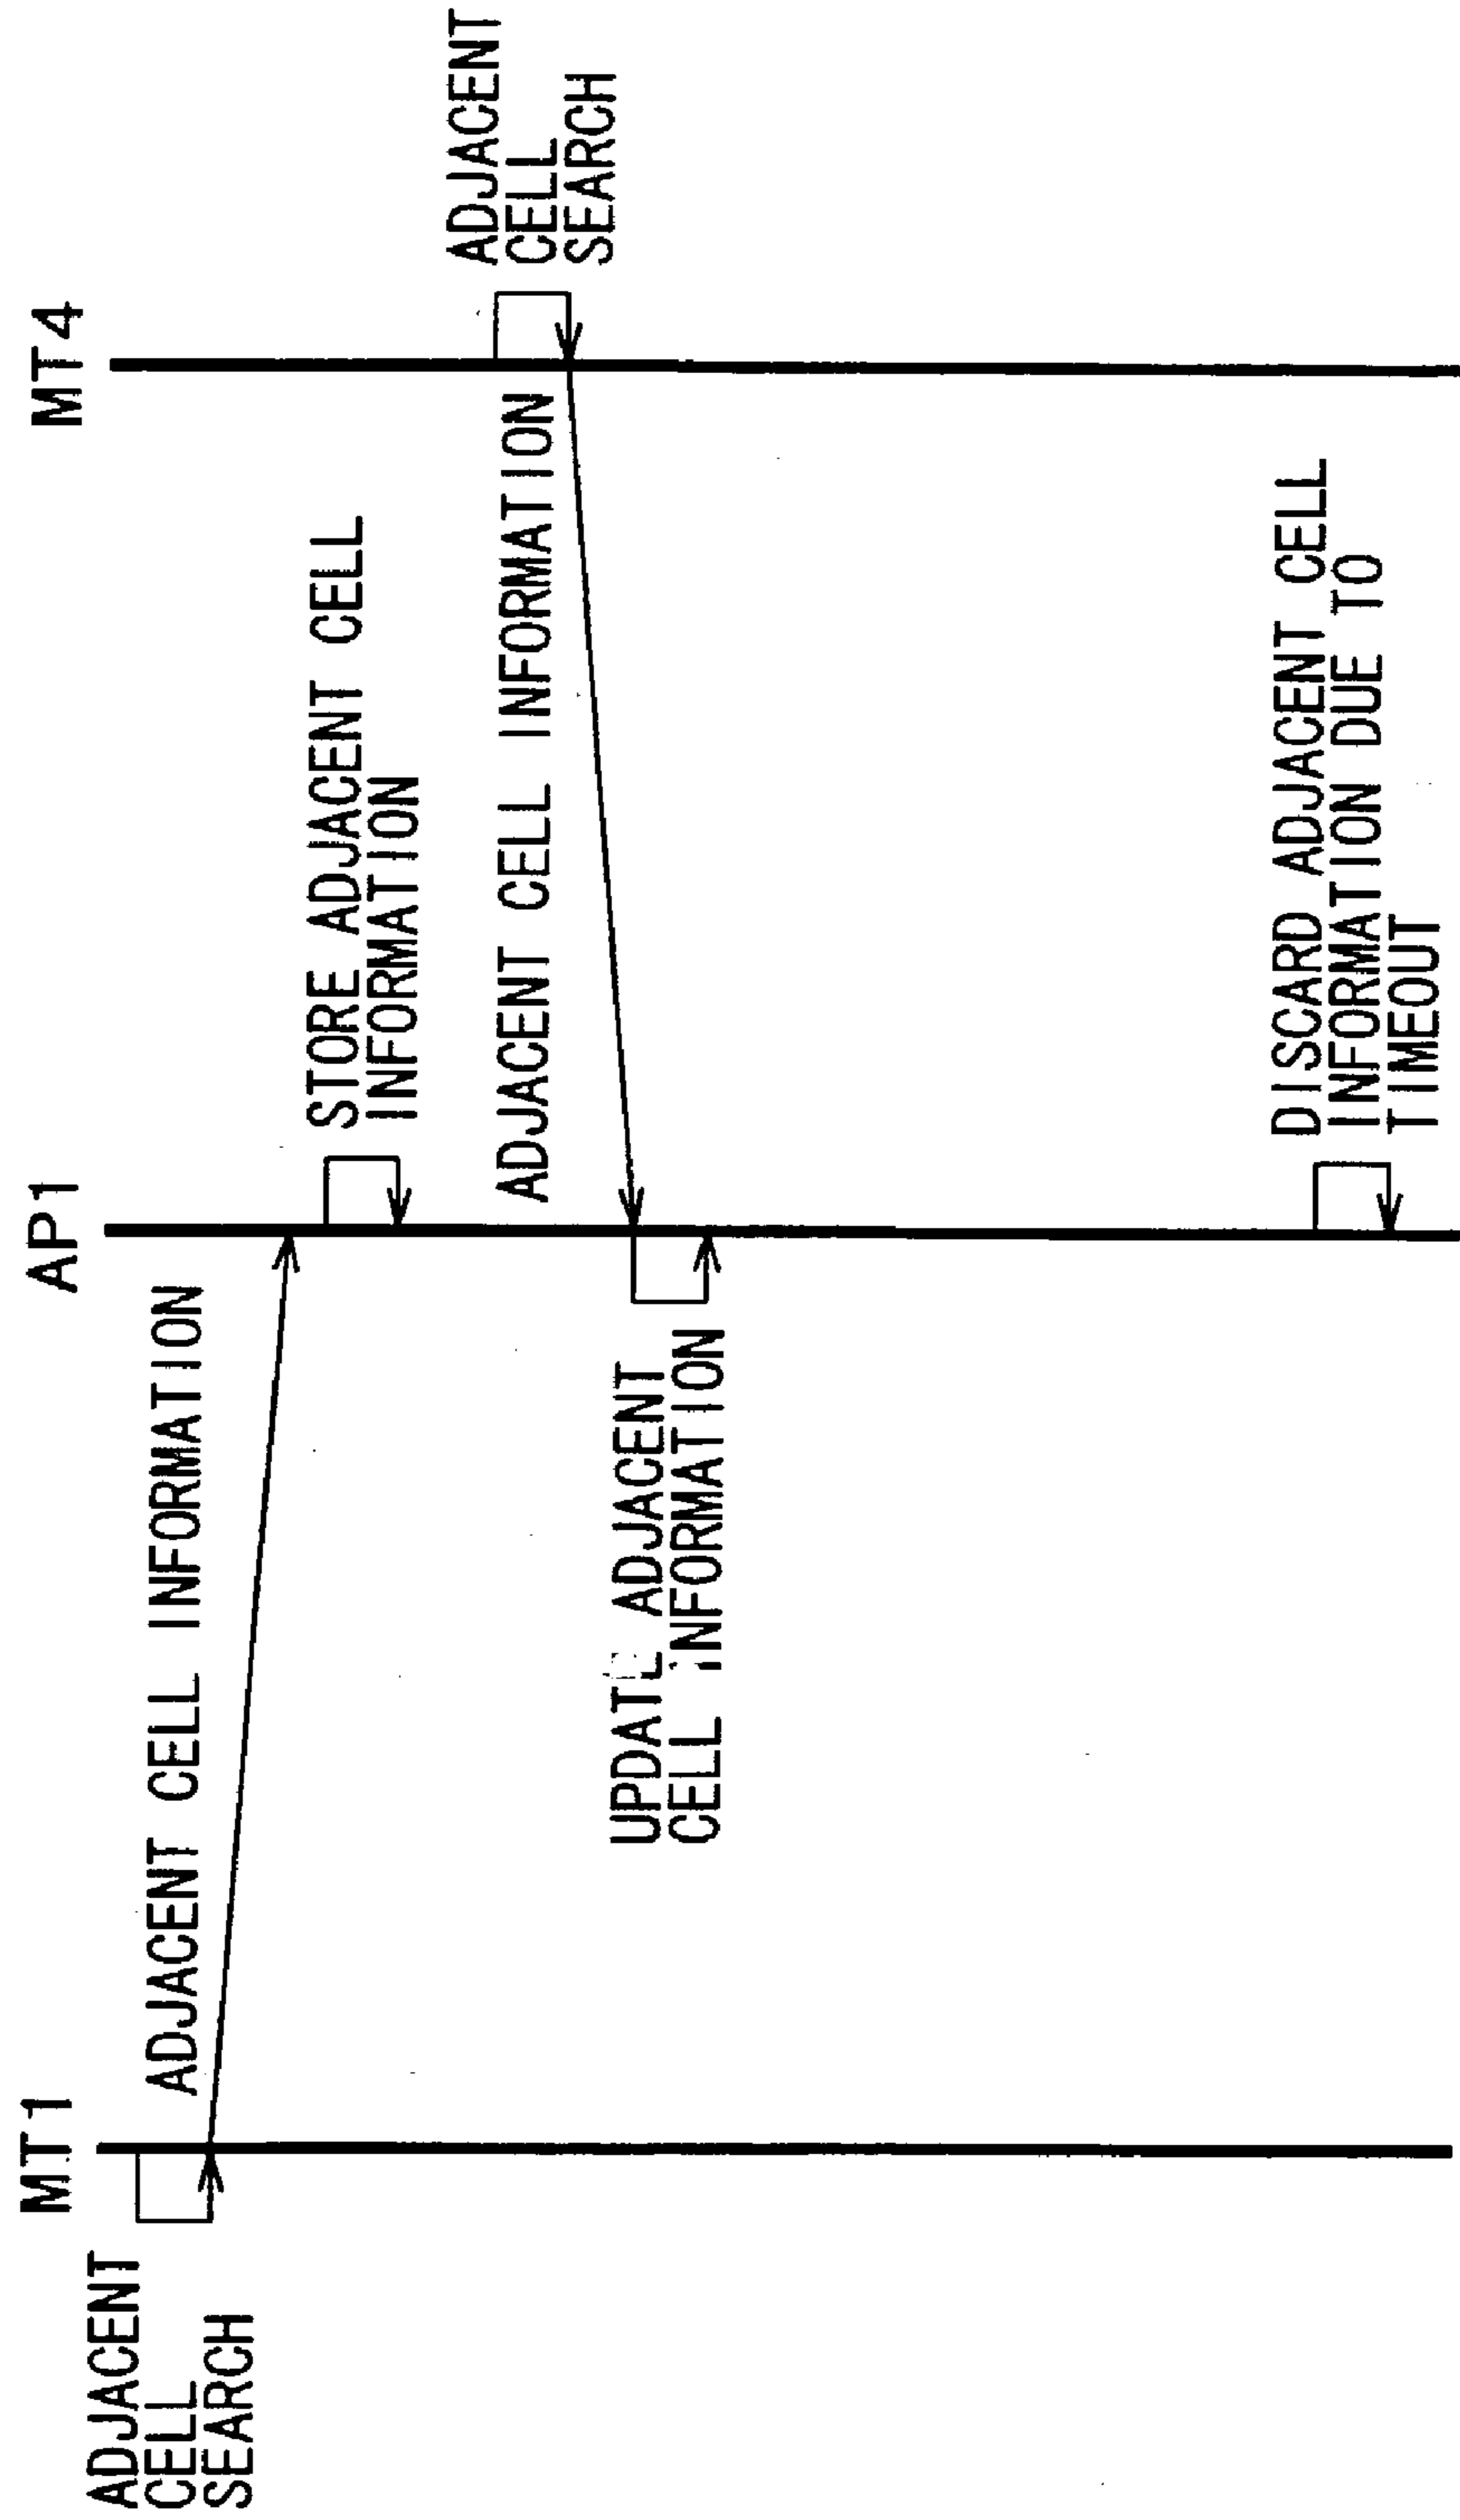 MT1
AP1
MT4
ADJACENT
CELL
SEARCH
ADJACENT CELL INFORMATION
STORE ADJACENT CELL
INFORMATION
ADJACENT
CELL
SEARCH
ADJACENT CELL INFORMATION
UPDATE ADJACENT
CELL INFORMATION
DISCARD ADJACENT CELL
INFORMATION DUE TO
TIMEOUT